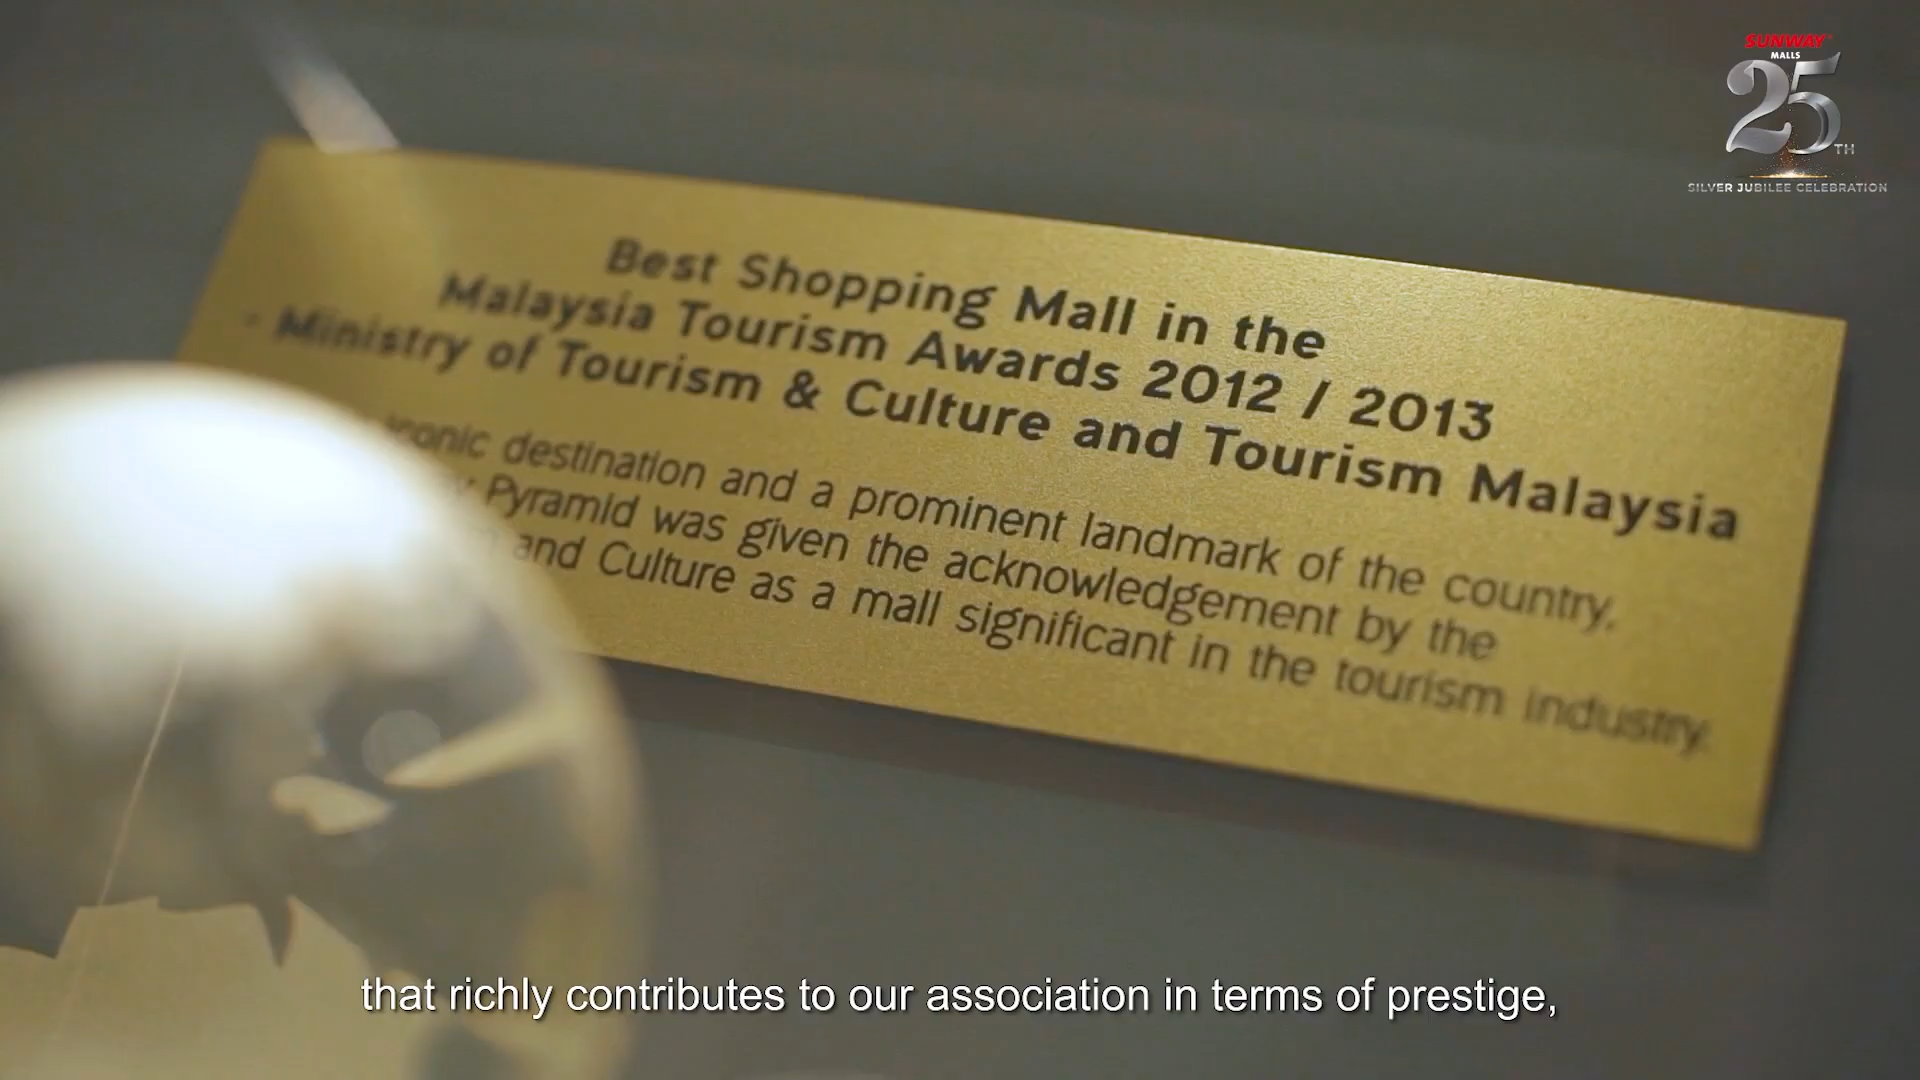 SUNWAY
MALLS
25TH
SILVER JUBILEE CELEBRATION
Best Shopping Mall in the
Malaysia Tourism Awards 2012 / 2013
- Ministry of Tourism & Culture and Tourism Malaysia
iconic destination and a prominent landmark of the country,
Pyramid was given the acknowledgement by the
and Culture as a mall significant in the tourism industry.
that richly contributes to our association in terms of prestige,